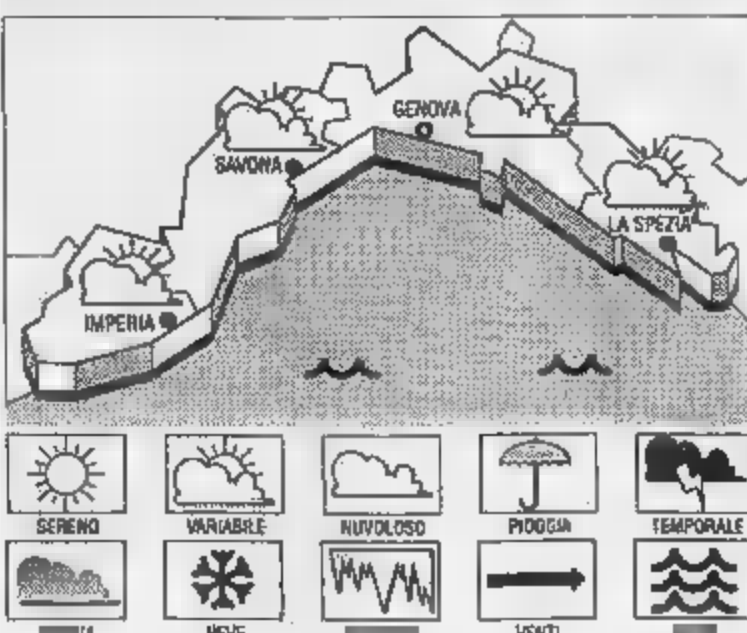 GENOVA
SAVONA
LA SPEZIA
IMPERIA
SERENO VARIABILE NUVOLOSO PIOGGIA TEMPORALE
NEVE VENTI